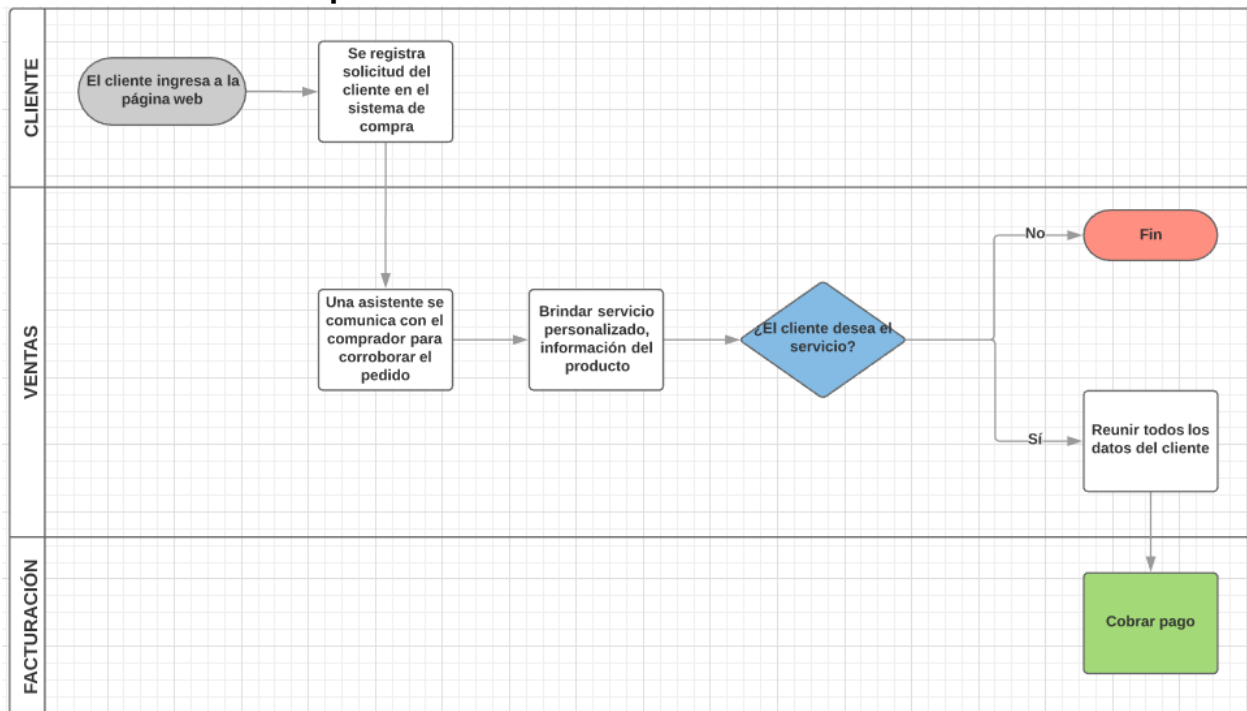 CLIENTE
El cliente ingresa a la
página web
Se registra
solicitud del
cliente en el
sistema de
compra
VENTAS
Una asistente se
comunica con el
comprador para
corroborar el
pedido
Brindar servicio
personalizado,
información del
producto
¿El cliente desea el
servicio?
No
Fin
Sí
Reunir todos los
datos del cliente
FACTURACIÓN
Cobrar pago